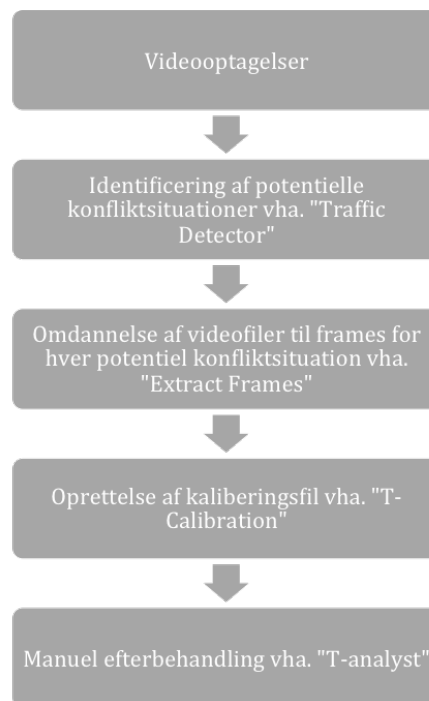 Videooptagelser
Identificering af potentielle
konfliktsituationer vha. "Traffic
Detector"
Omdannelse af videofiler til frames for
hver potentiel konfliktsituation vha.
"Extract Frames"
Oprettelse af kaliberingsfil vha. "T-
Calibration"
Manuel efterbehandling vha. "T-analyst"